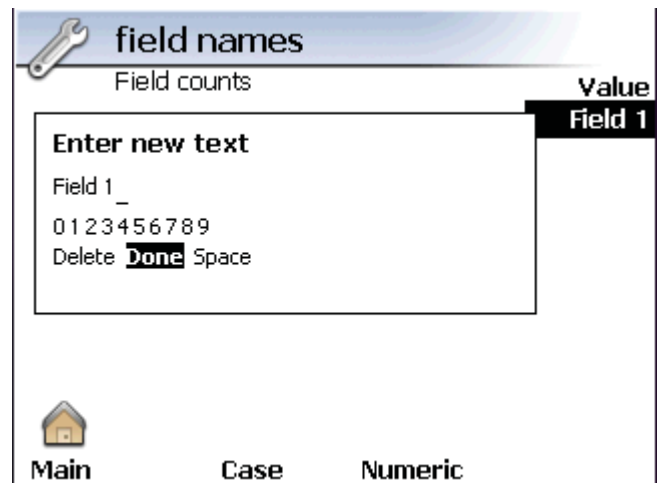 field names
Field counts
Value
Field 1
Enter new text
Field 1_
0123456789
Delete Done Space
Main Case Numeric